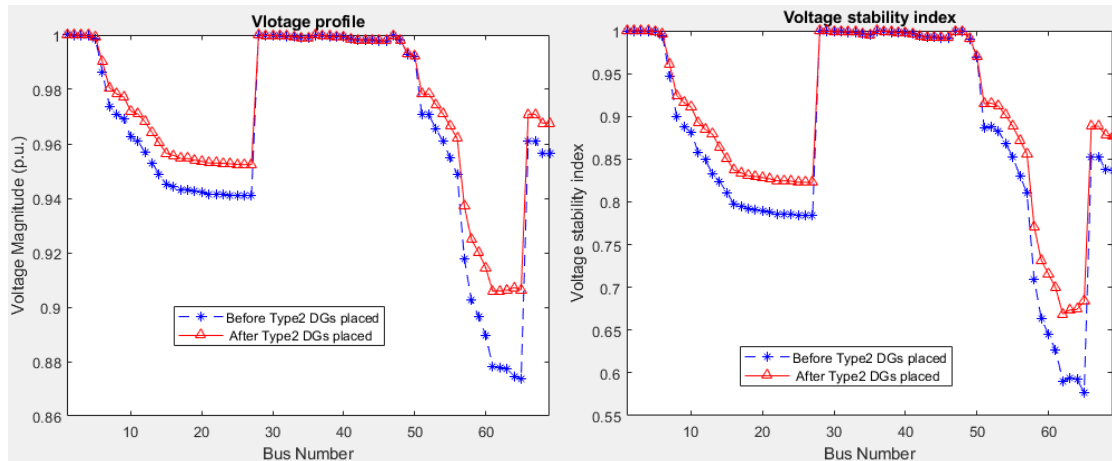 Vlotage profile
Voltage Magnitude (p.u.)
1
0.98
0.96
0.94
0.92
0.9
0.88
0.86
Before Type2 DGs placed
After Type2 DGs placed
10 20 30 40 50 60
Bus Number
Voltage stability index
Voltage stability index
1
0.95
0.9
0.85
0.8
0.75
0.7
0.65
0.6
0.55
Before Type2 DGs placed
After Type2 DGs placed
10 20 30 40 50 60
Bus Number